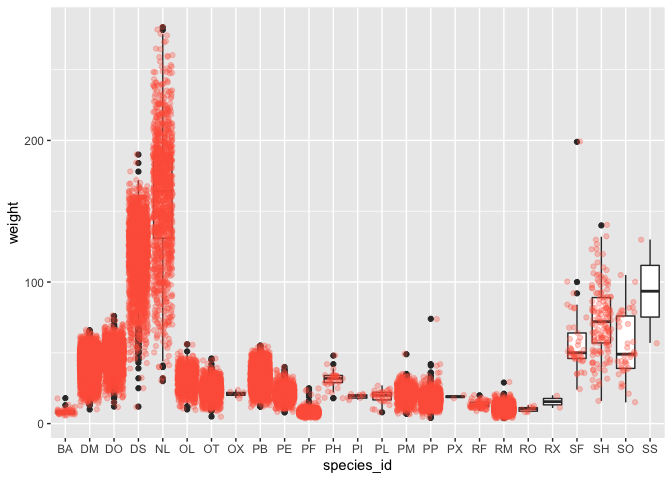 200
100
0
weight
BA DM DO DS NL OL OT OX PB PE PF PH PI PL PM PP PX RF RM RO RX SF SH SO SS
species_id